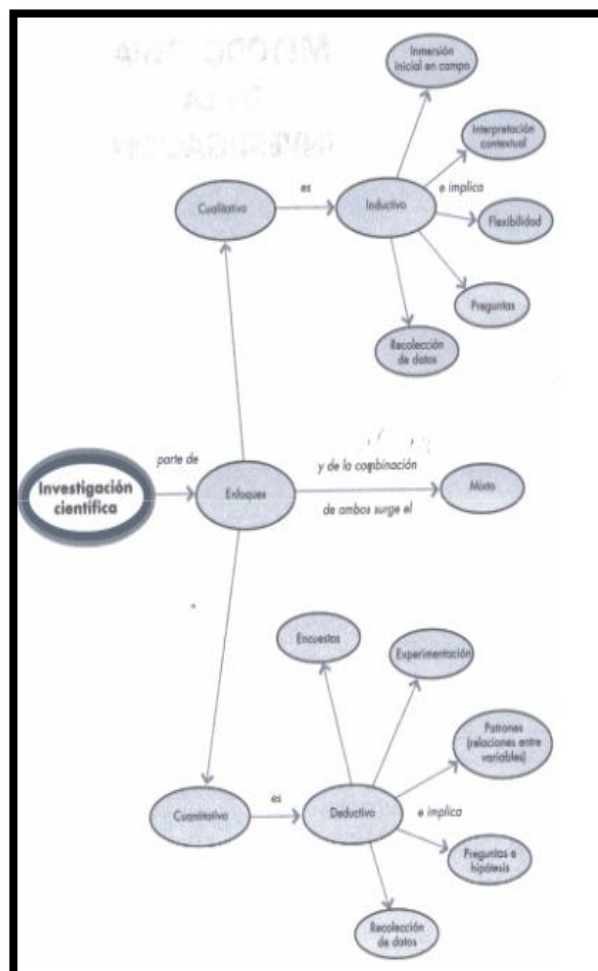 Inmersión
inicial en campo
Interpretación
contextual
Cualitativo
es
Inductivo
e implica
Flexibilidad
Preguntas
Recolección
de datos
Investigación
científica
parte de
Enfoques
y de la combinación
de ambos surge el
Mixto
Encuestas
Experimentación
Patrones
(relaciones entre
variables)
Cuantitativo
es
Deductivo
e implica
Preguntas e
hipótesis
Recolección
de datos